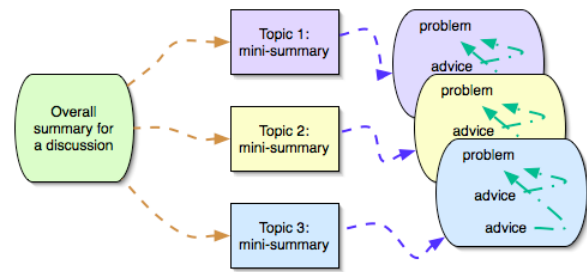 Overall
summary for
a discussion
Topic 1:
mini-summary
Topic 2:
mini-summary
Topic 3:
mini-summary
problem
advice
problem
advice
problem
advice
advice